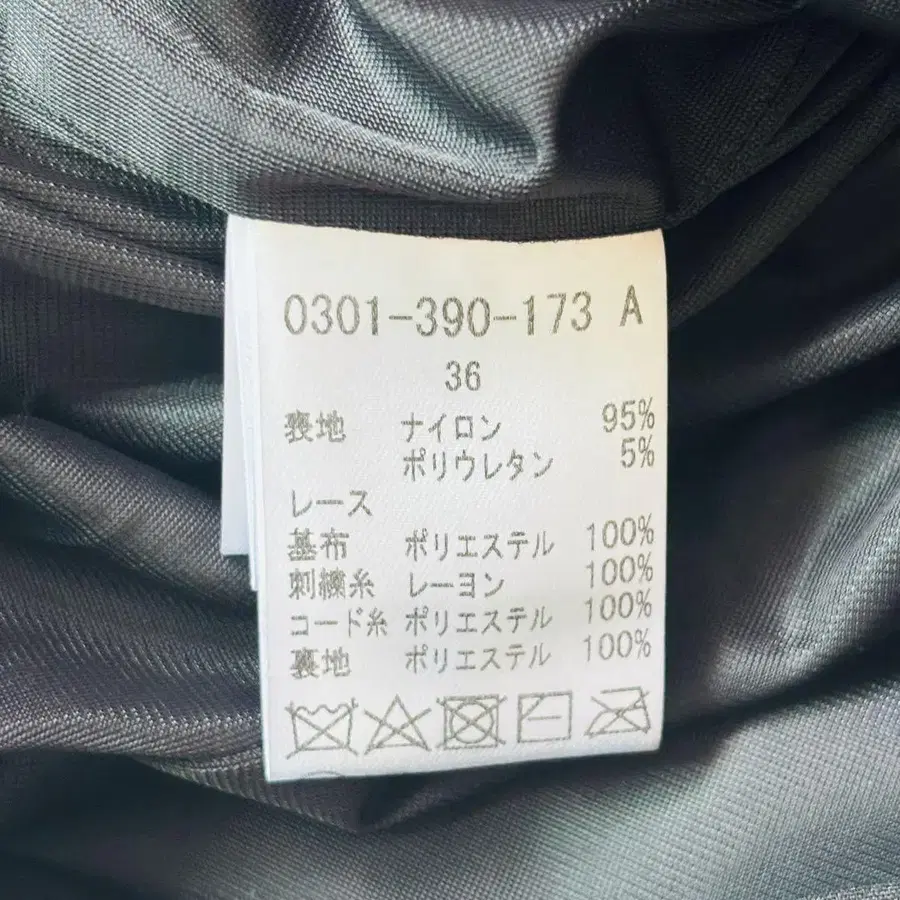 0301-390-173 A
36
表地 ナイロン 95%
ポリウレタン 5%
レース
基布 ポリエステル 100%
刺繍糸 レーヨン 100%
コード糸 ポリエステル 100%
裏地 ポリエステル 100%